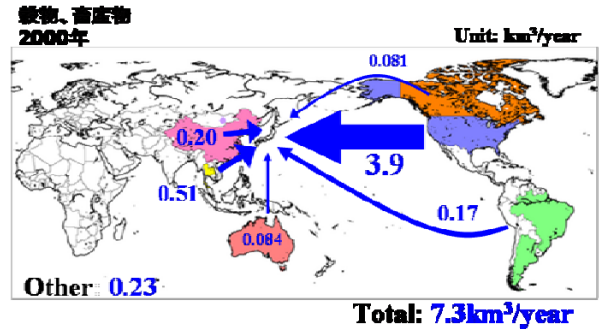 穀物、畜産物
2000年
Unit: km³/year
0.081
0.20
3.9
0.51
0.17
0.084
Other 0.23
Total: 7.3km³/year